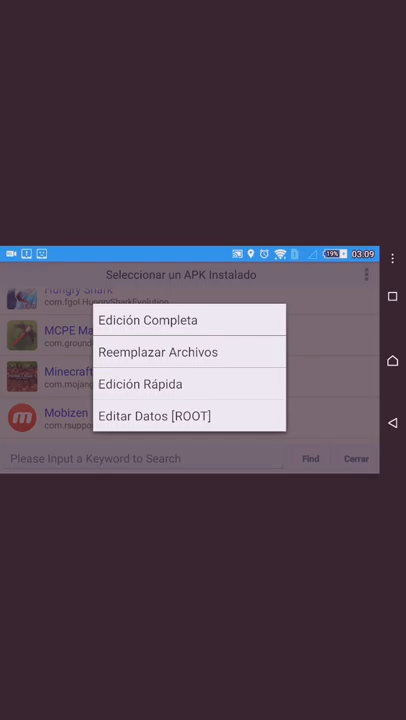 19%
03:09
Seleccionar un APK Instalado
Hungry Shark
com.fgol.HungrySharkEvolution
MCPE Ma
com.ground
Minecraft
com.mojang
Mobizen
com.rsuppo
Edición Completa
Reemplazar Archivos
Edición Rápida
Editar Datos [ROOT]
Please Input a Keyword to Search
Find
Cerrar